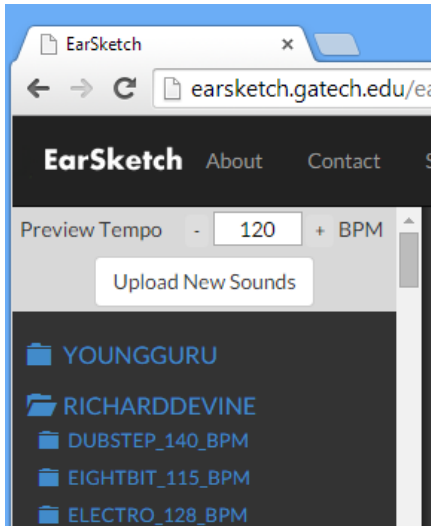 EarSketch
earsketch.gatech.edu/ea
EarSketch About Contact S
Preview Tempo - 120 + BPM
Upload New Sounds
YOUNGGURU
RICHARDDEVINE
DUBSTEP_140_BPM
EIGHTBIT_115_BPM
ELECTRO_128_BPM